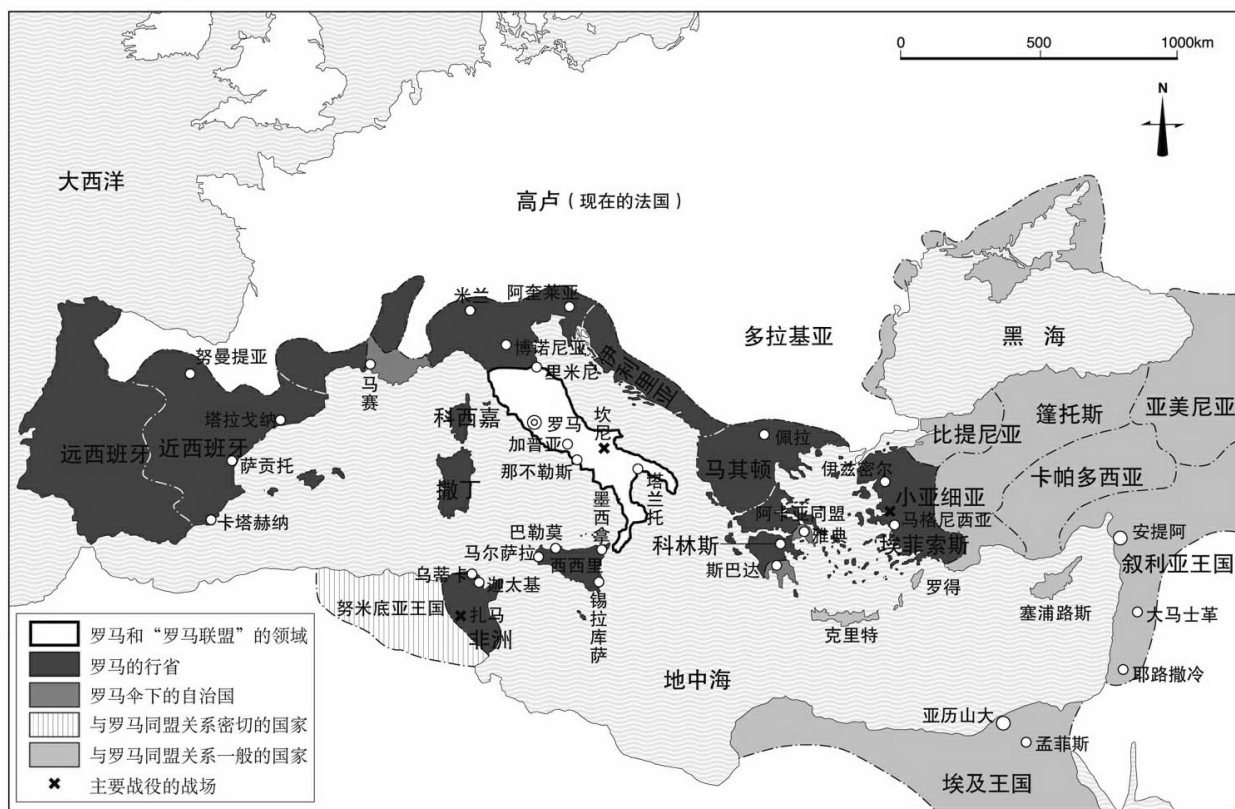 0
500
1000km
N
大西洋
高卢（现在的法国）
米兰
阿奎莱亚
多拉基亚
黑 海
努曼提亚
博诺尼亚
里米尼
伊利里亚
马赛
塔拉戈纳
科西嘉
罗马
坎尼
加普亚
佩拉
比提尼亚
蓬托斯
亚美尼亚
远西班牙
近西班牙
萨贡托
那不勒斯
塔兰托
马其顿
伊兹密尔
卡帕多西亚
撒丁
小亚细亚
卡塔赫纳
墨西拿
阿卡亚同盟
马格尼西亚
巴勒莫
雅典
安提阿
马尔萨拉
西西里
科林斯
埃菲索斯
叙利亚王国
乌蒂卡
迦太基
斯巴达
罗得
努米底亚王国
扎马
锡拉库萨
塞浦路斯
大马士革
非洲
克里特
地中海
耶路撒冷
亚历山大
孟菲斯
埃及王国
罗马和“罗马联盟”的领域
罗马的行省
罗马伞下的自治国
与罗马同盟关系密切的国家
与罗马同盟关系一般的国家
主要战役的战场